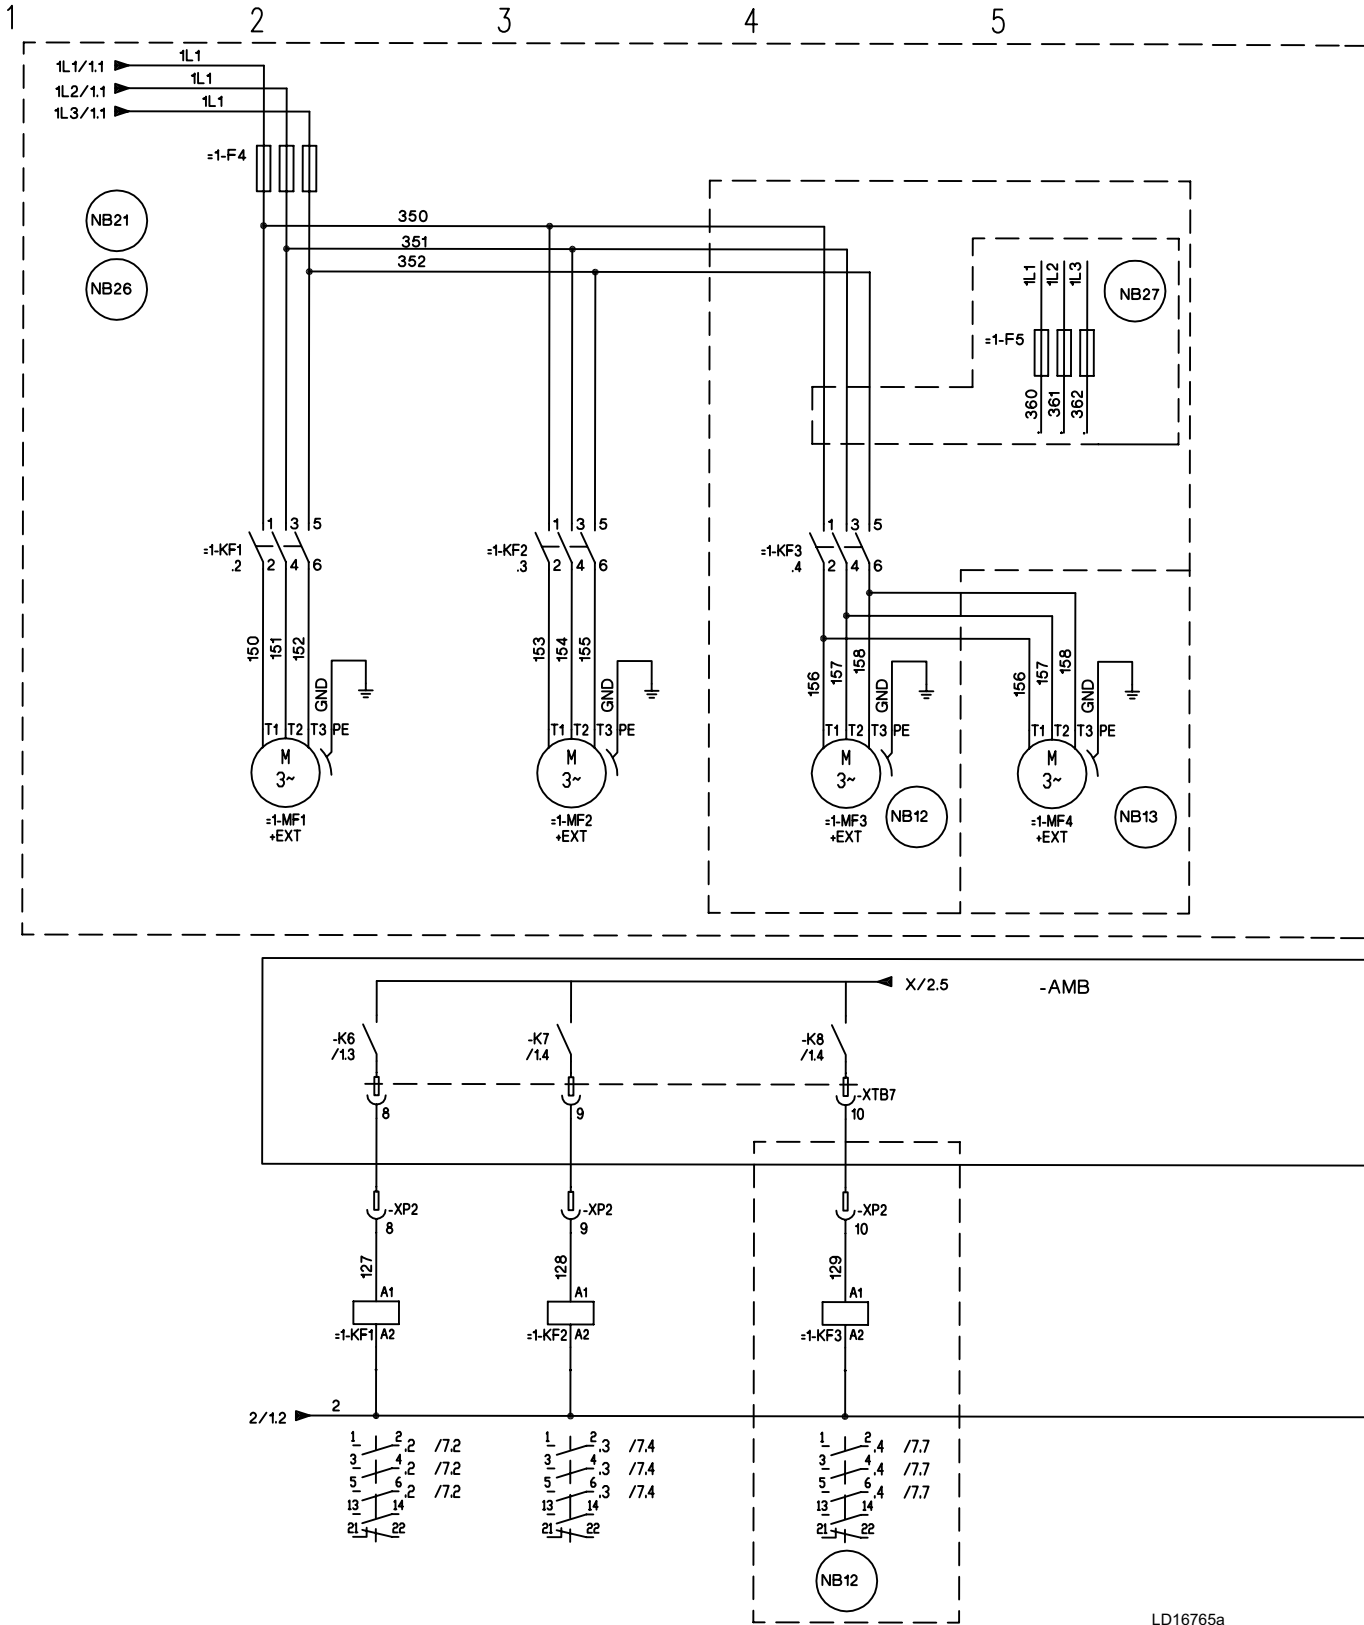 1 2 3 4 5
1L1/1.1 1L1
1L2/1.1 1L1
1L3/1.1 1L1
=1-F4
NB21
350
351
352
NB26
1L1 1L2 1L3
NB27
=1-F5
360 361 362
1 3 5
=1-KF1
.2
2 4 6
1 3 5
=1-KF2
.3
2 4 6
1 3 5
=1-KF3
.4
2 4 6
150 151 152 GND
153 154 155 GND
156 157 158 GND
156 157 158 GND
T1 T2 T3 PE
T1 T2 T3 PE
T1 T2 T3 PE
T1 T2 T3 PE
M
3~
M
3~
M
3~
M
3~
=1-MF1
+EXT
=1-MF2
+EXT
=1-MF3
+EXT
NB12
=1-MF4
+EXT
NB13
X/2.5 -AMB
-K6
/1.3
-K7
/1.4
-K8
/1.4
-XTB7
8 9 10
-XP2
8
-XP2
9
-XP2
10
127 128 129
A1 A1 A1
=1-KF1 A2
=1-KF2 A2
=1-KF3 A2
2/1.2 2
1 2 .2 /7.2
3 4 .2 /7.2
5 6 .2 /7.2
13 14
21 22
1 2 .3 /7.4
3 4 .3 /7.4
5 6 .3 /7.4
13 14
21 22
1 2 .4 /7.7
3 4 .4 /7.7
5 6 .4 /7.7
13 14
21 22
NB12
LD16765a